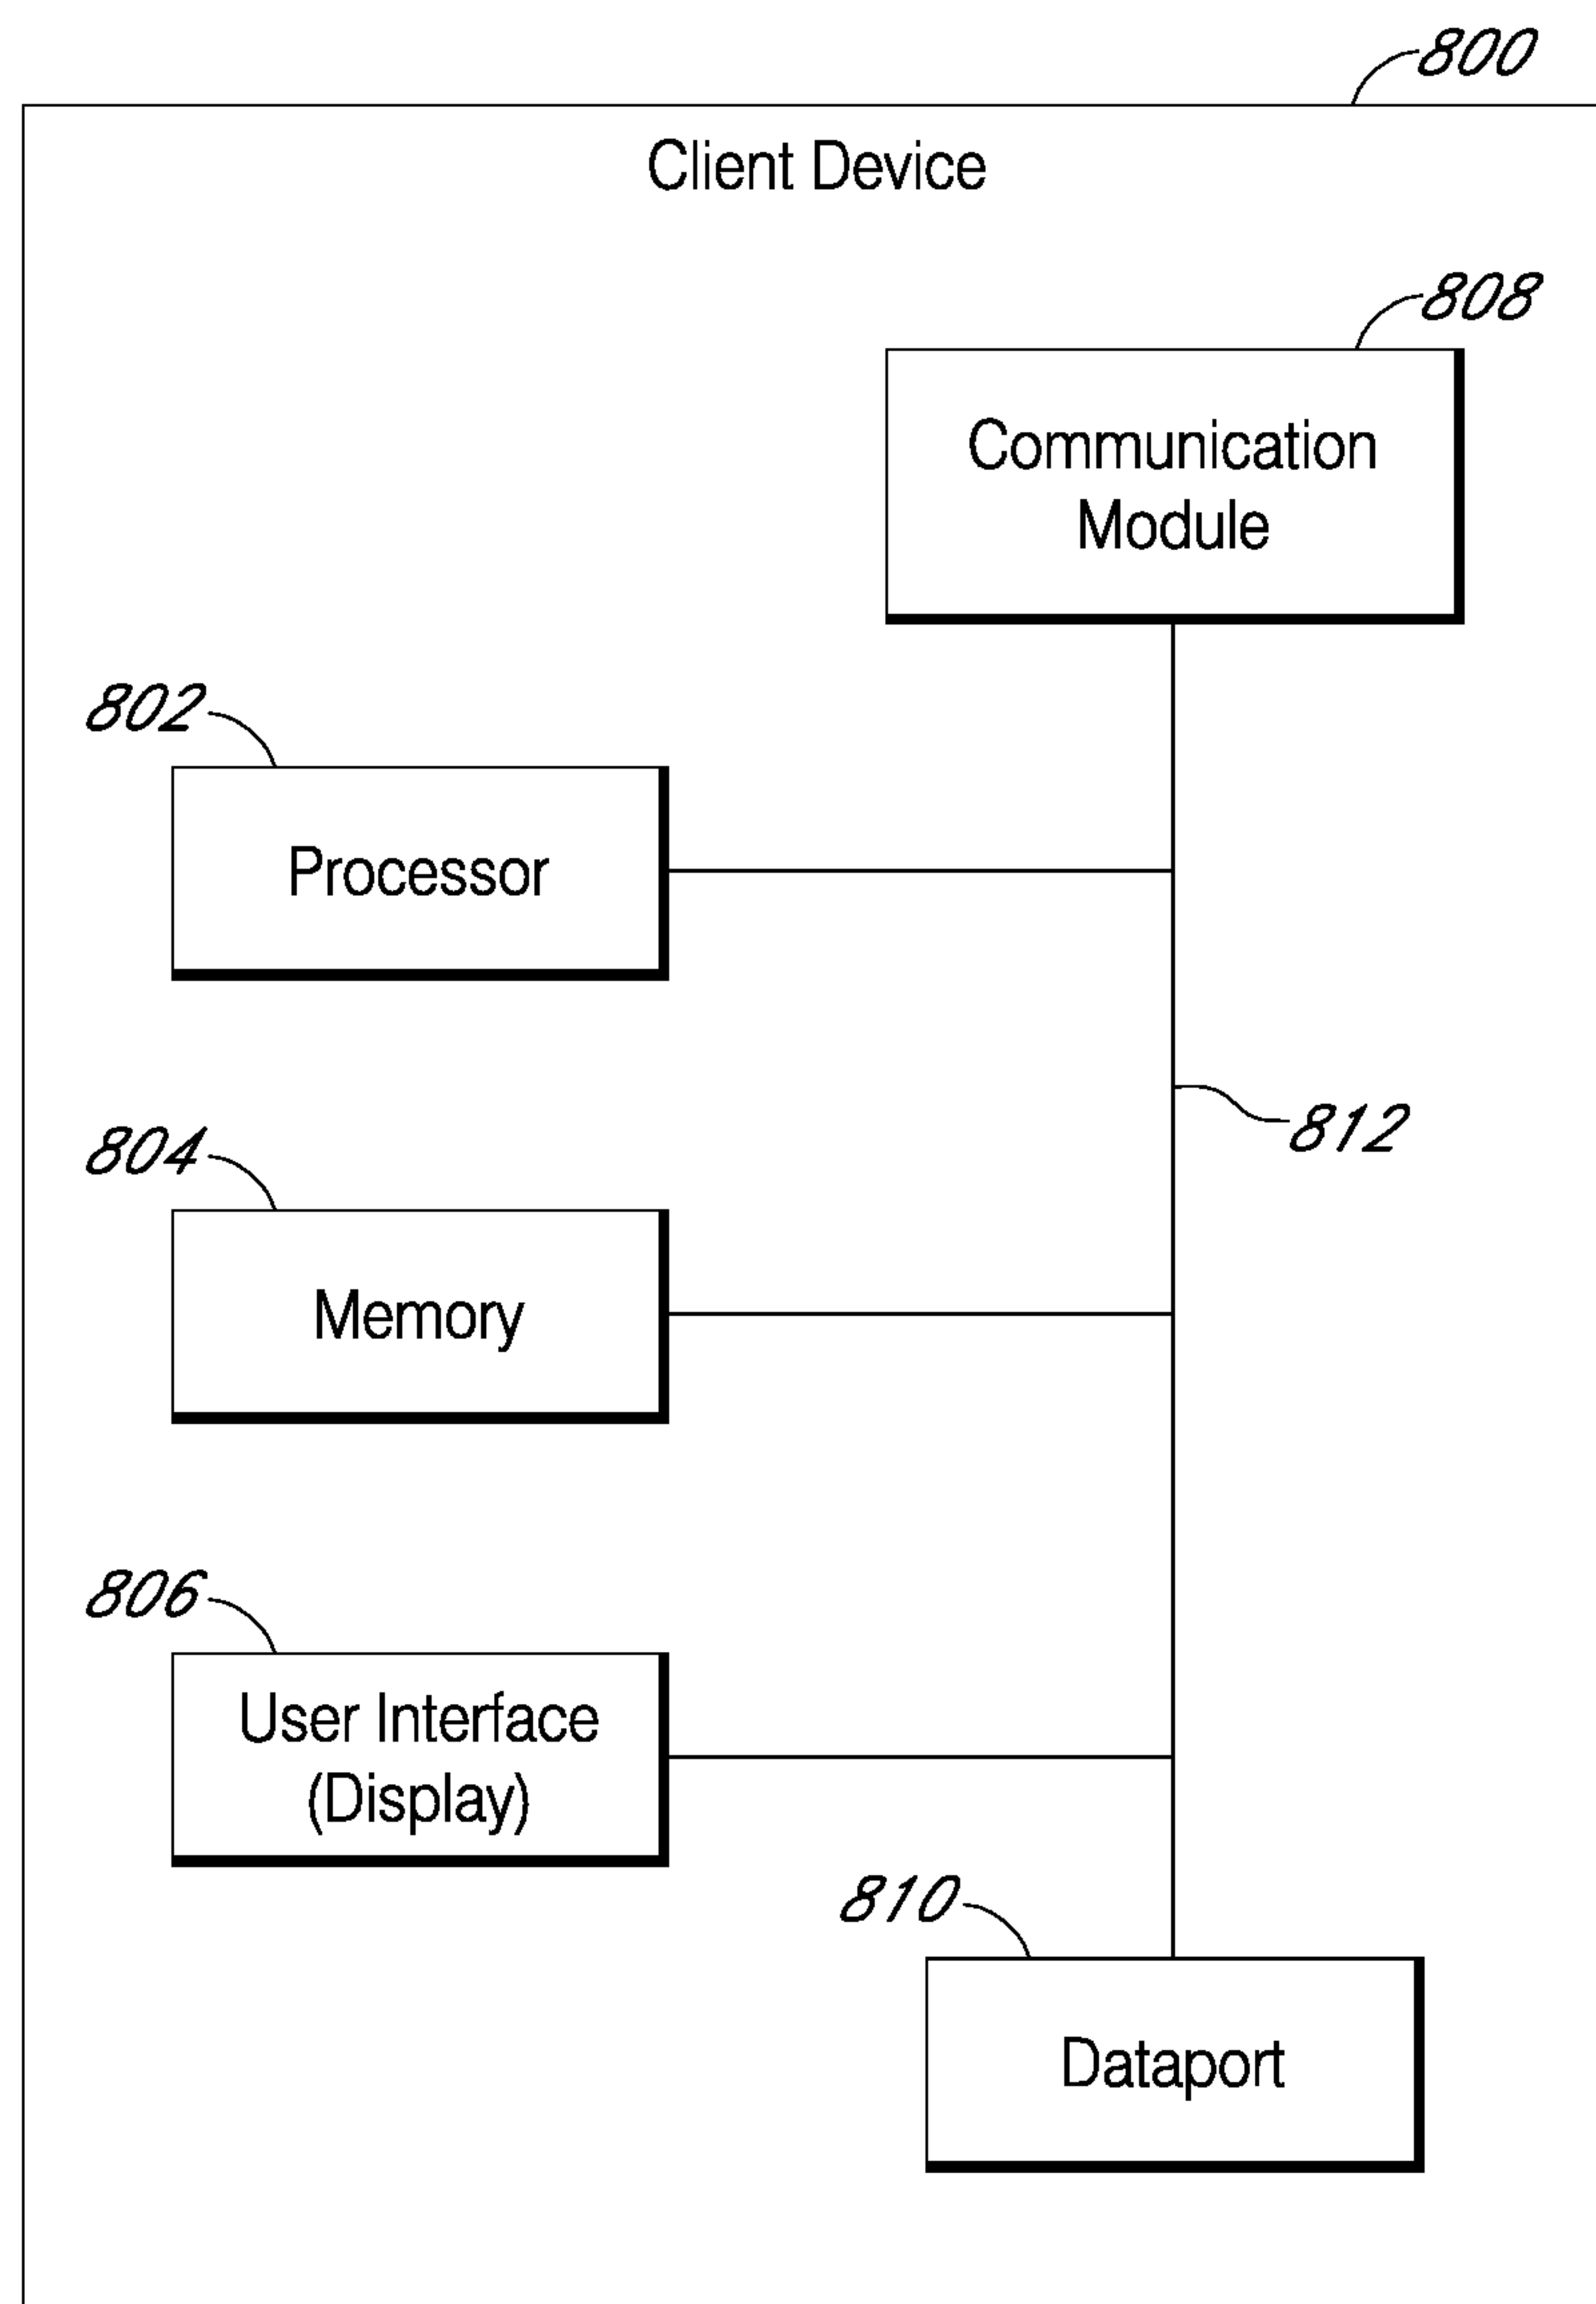 800
Client Device
808
Communication
Module
802
Processor
812
804
Memory
806
User Interface
(Display)
810
Dataport